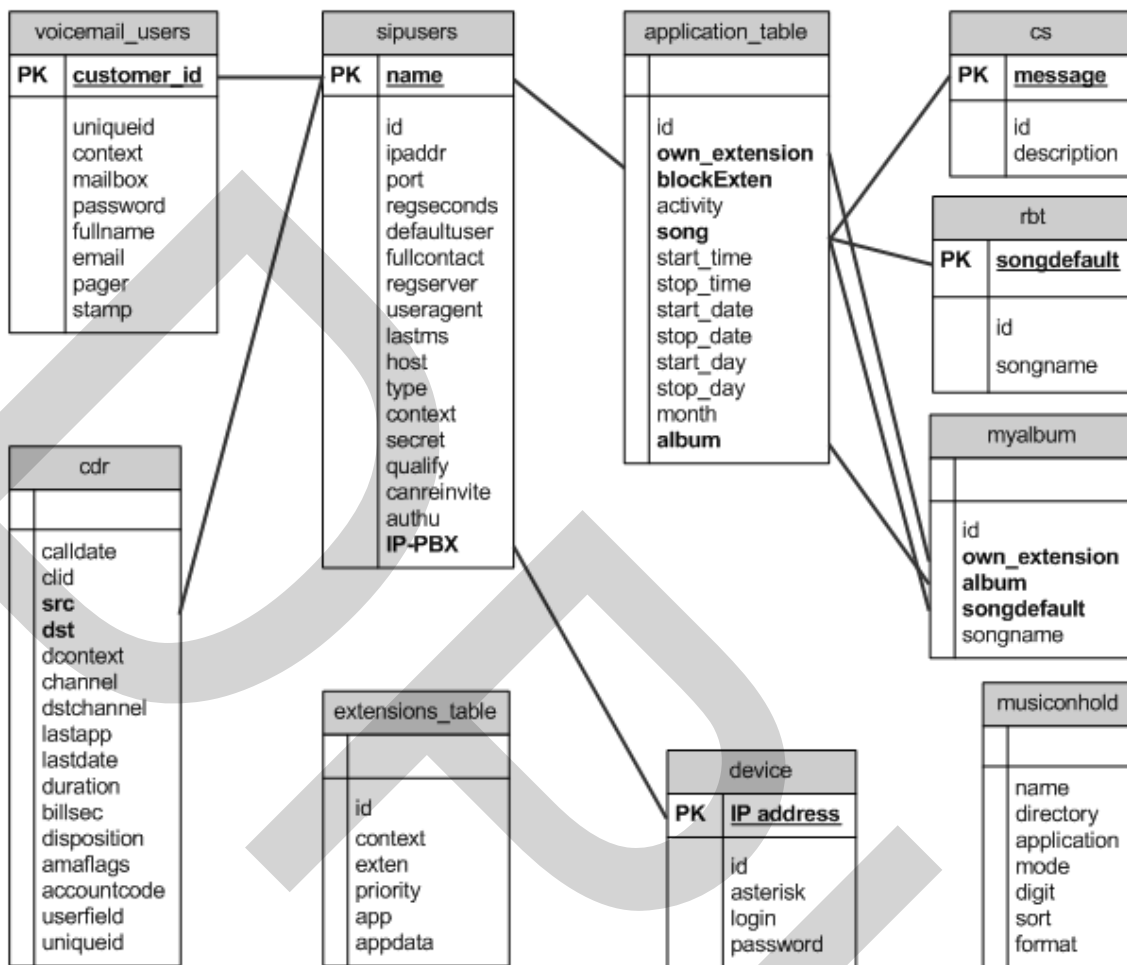 voicemail_users
PK customer_id
uniqueid
context
mailbox
password
fullname
email
pager
stamp
sipusers
PK name
id
ipaddr
port
regseconds
defaultuser
fullcontact
regserver
useragent
lastms
host
type
context
secret
qualify
canreinvite
authu
IP-PBX
application_table
id
own_extension
blockExten
activity
song
start_time
stop_time
start_date
stop_date
start_day
stop_day
month
album
cs
PK message
id
description
rbt
PK songdefault
id
songname
myalbum
id
own_extension
album
songdefault
songname
cdr
calldate
clid
src
dst
dcontext
channel
dstchannel
lastapp
lastdate
duration
billsec
disposition
amaflags
accountcode
userfield
uniqueid
extensions_table
id
context
exten
priority
app
appdata
device
PK IP address
id
asterisk
login
password
musiconhold
name
directory
application
mode
digit
sort
format